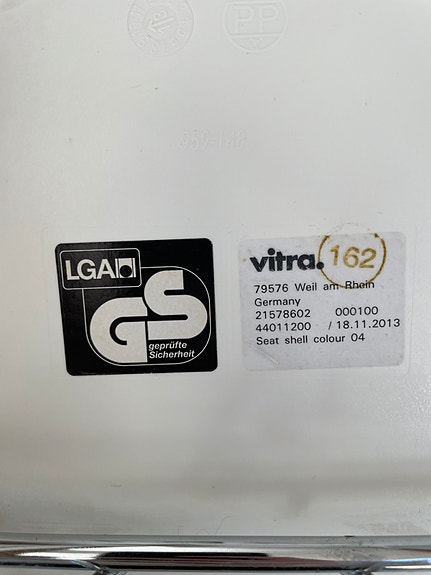 PP
LGA
GS
geprüfte
Sicherheit
vitra. 162
79576 Weil am Rhein
Germany
21578602 000100
44011200 / 18.11.2013
Seat shell colour 04